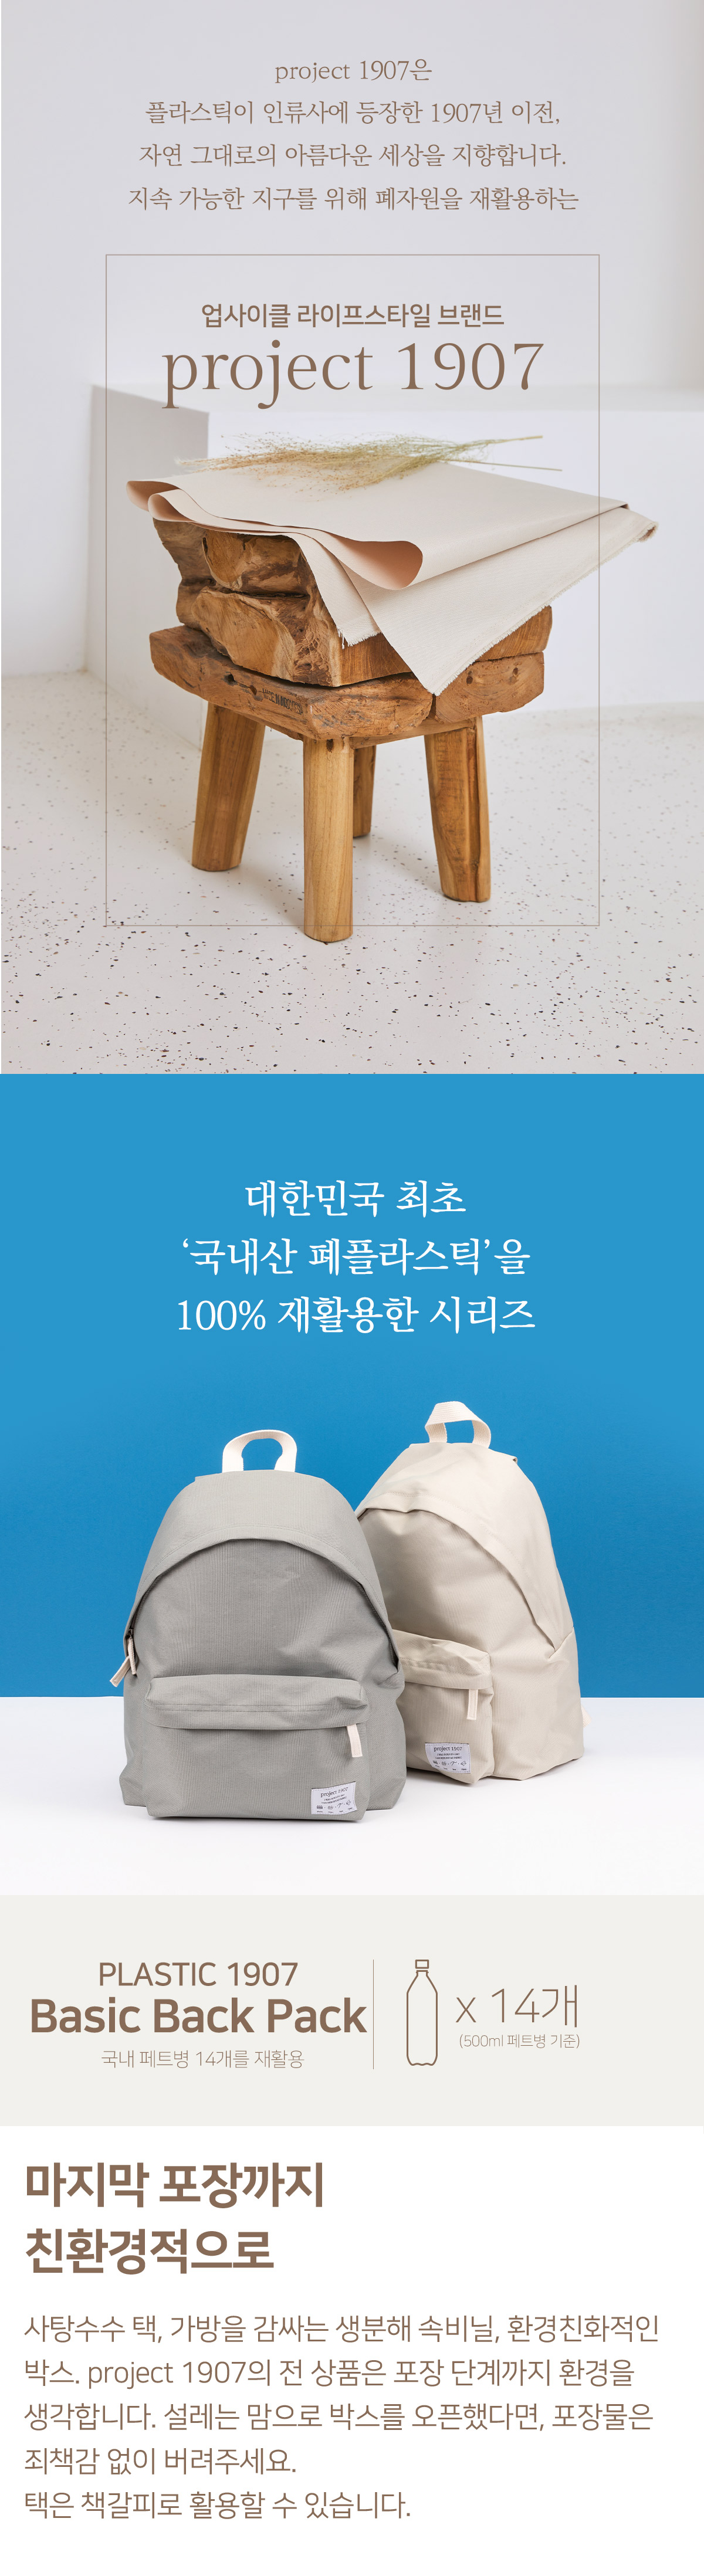 project 1907은
플라스틱이 인류사에 등장한 1907년 이전,
자연 그대로의 아름다운 세상을 지향합니다.
지속 가능한 지구를 위해 폐자원을 재활용하는
업사이클 라이프스타일 브랜드
project 1907
대한민국 최초
‘국내산 폐플라스틱’을
100% 재활용한 시리즈
project 1907
project 1907
PLASTIC 1907
Basic Back Pack
국내 페트병 14개를 재활용
x 14개
(500ml 페트병 기준)
마지막 포장까지
친환경적으로
사탕수수 택, 가방을 감싸는 생분해 속비닐, 환경친화적인
박스. project 1907의 전 상품은 포장 단계까지 환경을
생각합니다. 설레는 맘으로 박스를 오픈했다면, 포장물은
죄책감 없이 버려주세요.
택은 책갈피로 활용할 수 있습니다.